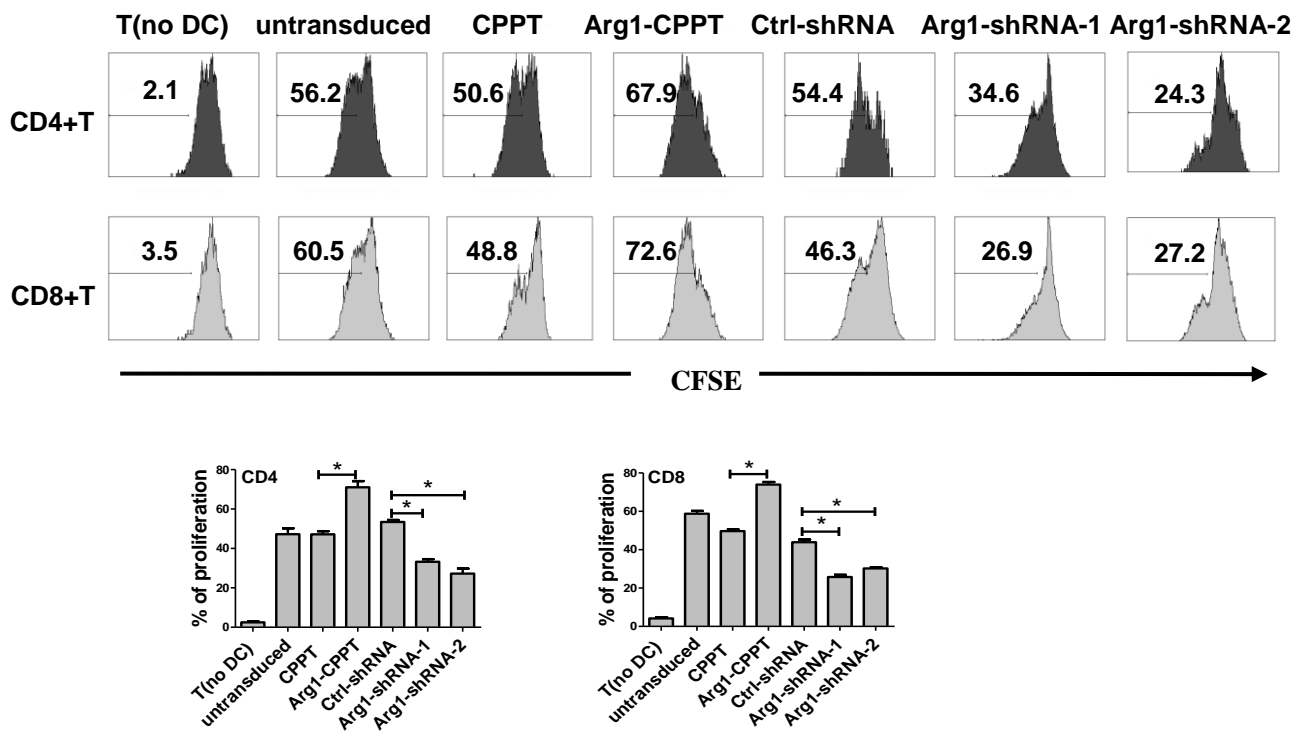 T(no DC) untransduced CPPT Arg1-CPPT Ctrl-shRNA Arg1-shRNA-1 Arg1-shRNA-2
CD4+T 2.1 56.2 50.6 67.9 54.4 34.6 24.3
CD8+T 3.5 60.5 48.8 72.6 46.3 26.9 27.2
CFSE
CD4
% of proliferation
80
60
40
20
0
* * *
T(no DC)
untransduced
CPPT
Arg1-CPPT
Ctrl-shRNA
Arg1-shRNA-1
Arg1-shRNA-2
CD8
% of proliferation
80
60
40
20
0
* * *
T(no DC)
untransduced
CPPT
Arg1-CPPT
Ctrl-shRNA
Arg1-shRNA-1
Arg1-shRNA-2